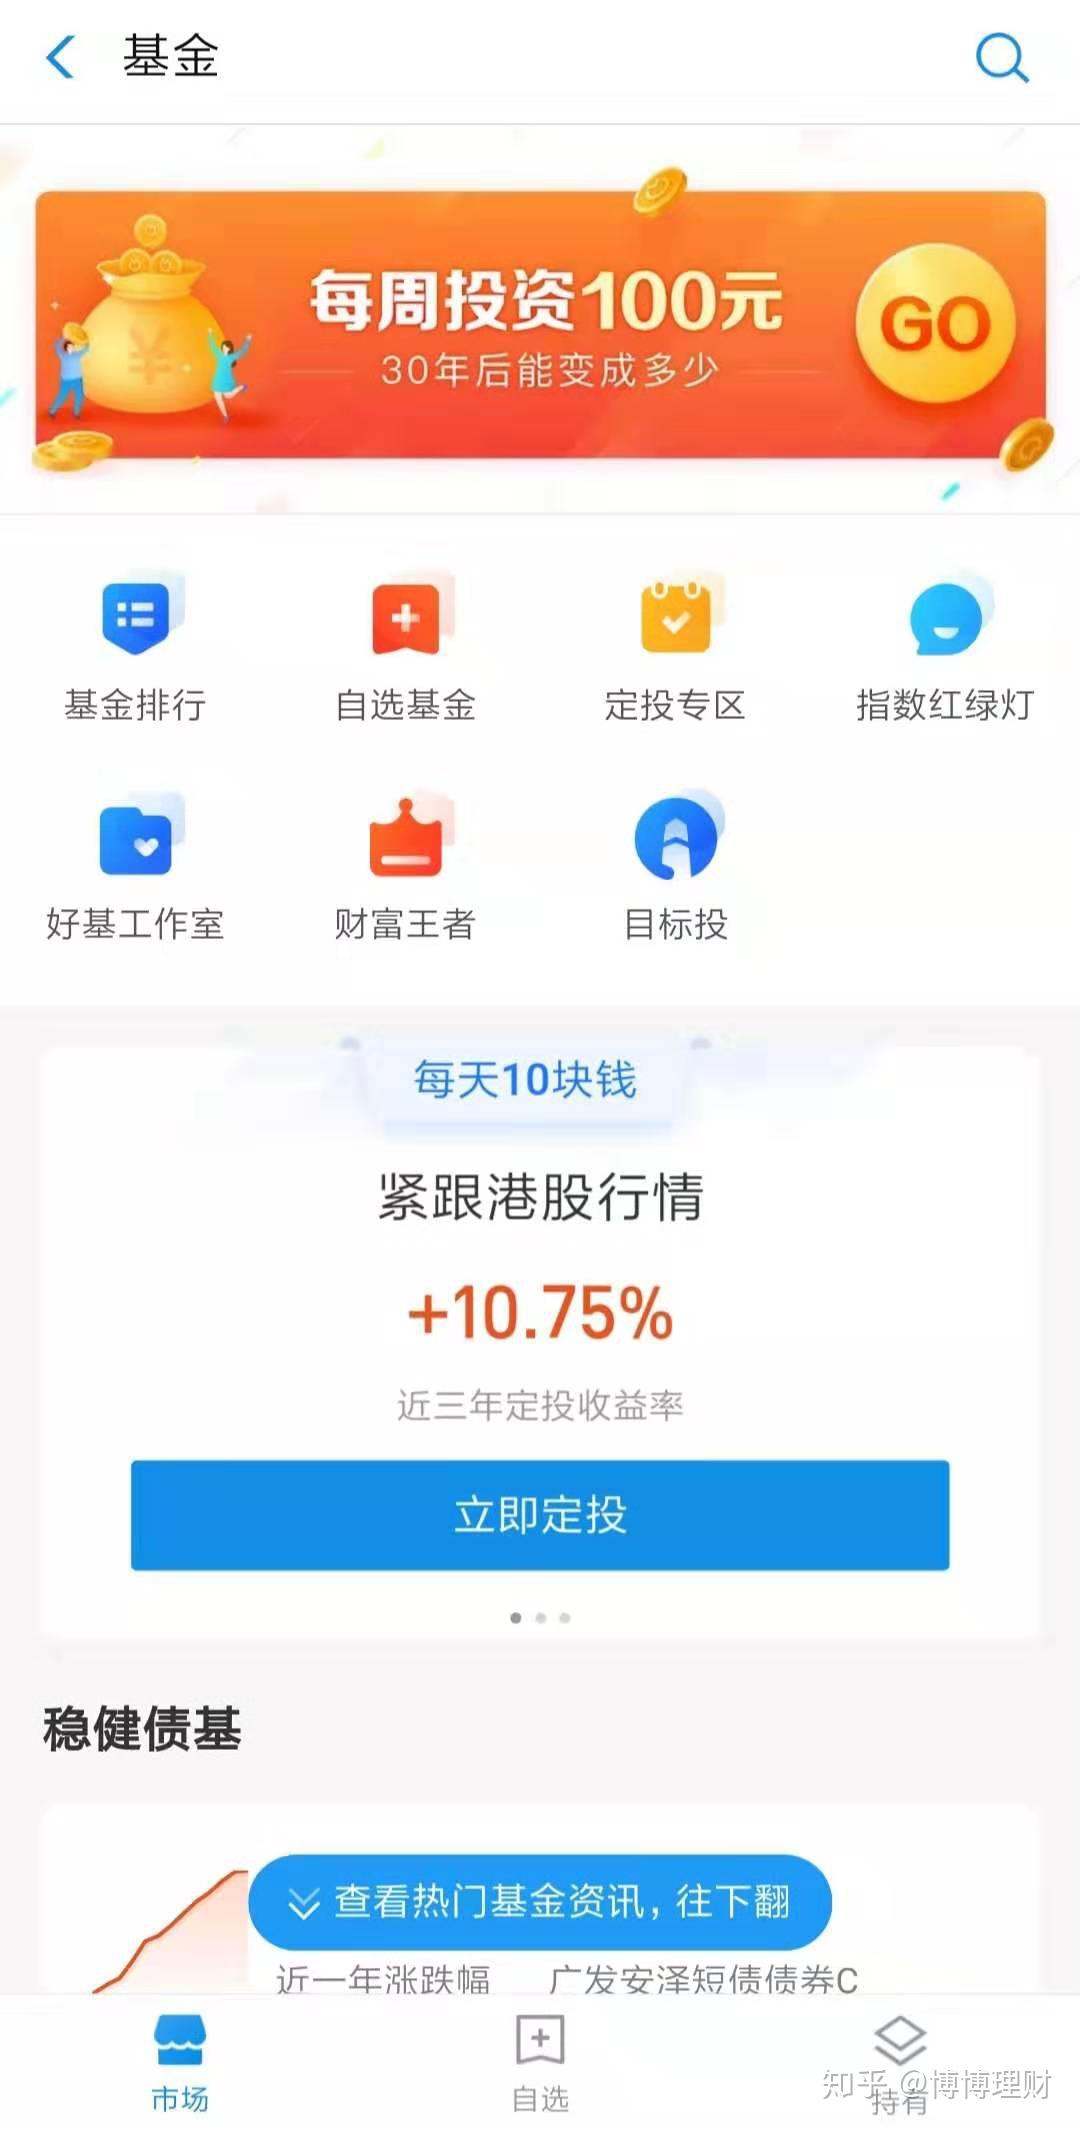 基金
每周投资100元
30年后能变成多少
GO
基金排行
自选基金
定投专区
指数红绿灯
好基工作室
财富王者
目标投
每天10块钱
紧跟港股行情
+10.75%
近三年定投收益率
立即定投
稳健债基
查看热门基金资讯，往下翻
近一年涨跌幅
广发安泽短债债券C
市场
自选
持有
知乎 @博博理财